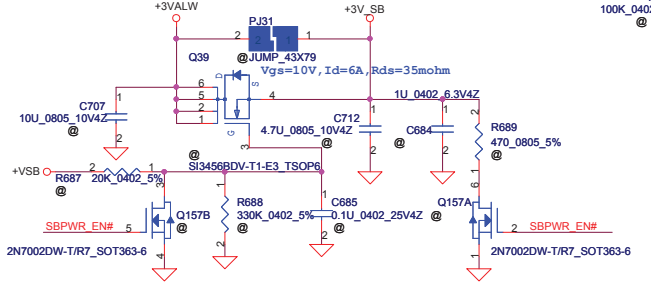 +3VALW
+3V_SB
100K_0402
@
PJ31
2 2 1 1
@ JUMP_43X79
Q39
@
Vgs=10V,Id=6A,Rds=35mohm
D S
6
5
2
1
4
G
3
1
C707
10U_0805_10V4Z
@
2
1
C712
4.7U_0805_10V4Z
@
2
1U_0402_6.3V4Z
1
C684
@
2
2
R689
470_0805_5%
@
1
SI3456BDV-T1-E3_TSOP6
@
+VSB
R687
@
2 1
20K_0402_5%
3
Q157B
@
SBPWR_EN#
5
4
2N7002DW-T/R7_SOT363-6
1
R688
330K_0402_5%
@
2
1
C685
0.1U_0402_25V4Z
@
2
6
Q157A
@
2
SBPWR_EN#
1
2N7002DW-T/R7_SOT363-6